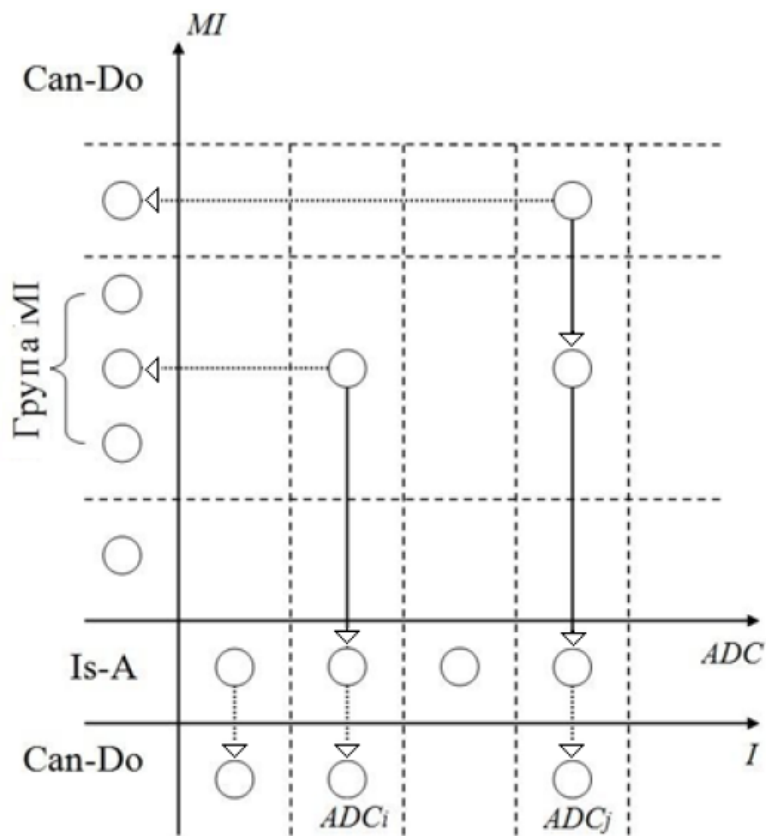 MI
Can-Do
Група MI
Is-A
ADC
Can-Do
I
ADCi
ADCj